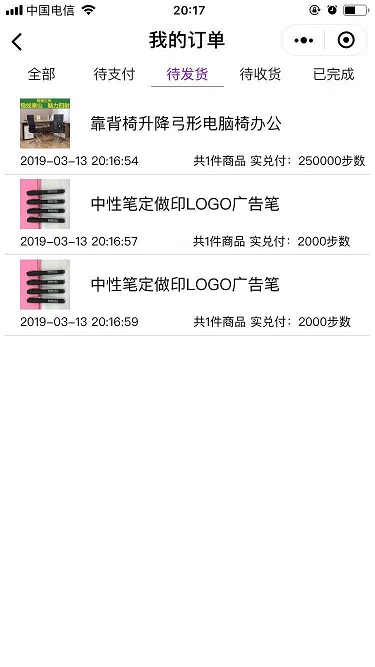 中国电信
20:17
我的订单
全部 待支付 待发货 待收货 已完成
靠背椅升降弓形电脑椅办公
2019-03-13 20:16:54 共1件商品 实兑付：250000步数
中性笔定做印LOGO广告笔
2019-03-13 20:16:57 共1件商品 实兑付：2000步数
中性笔定做印LOGO广告笔
2019-03-13 20:16:59 共1件商品 实兑付：2000步数